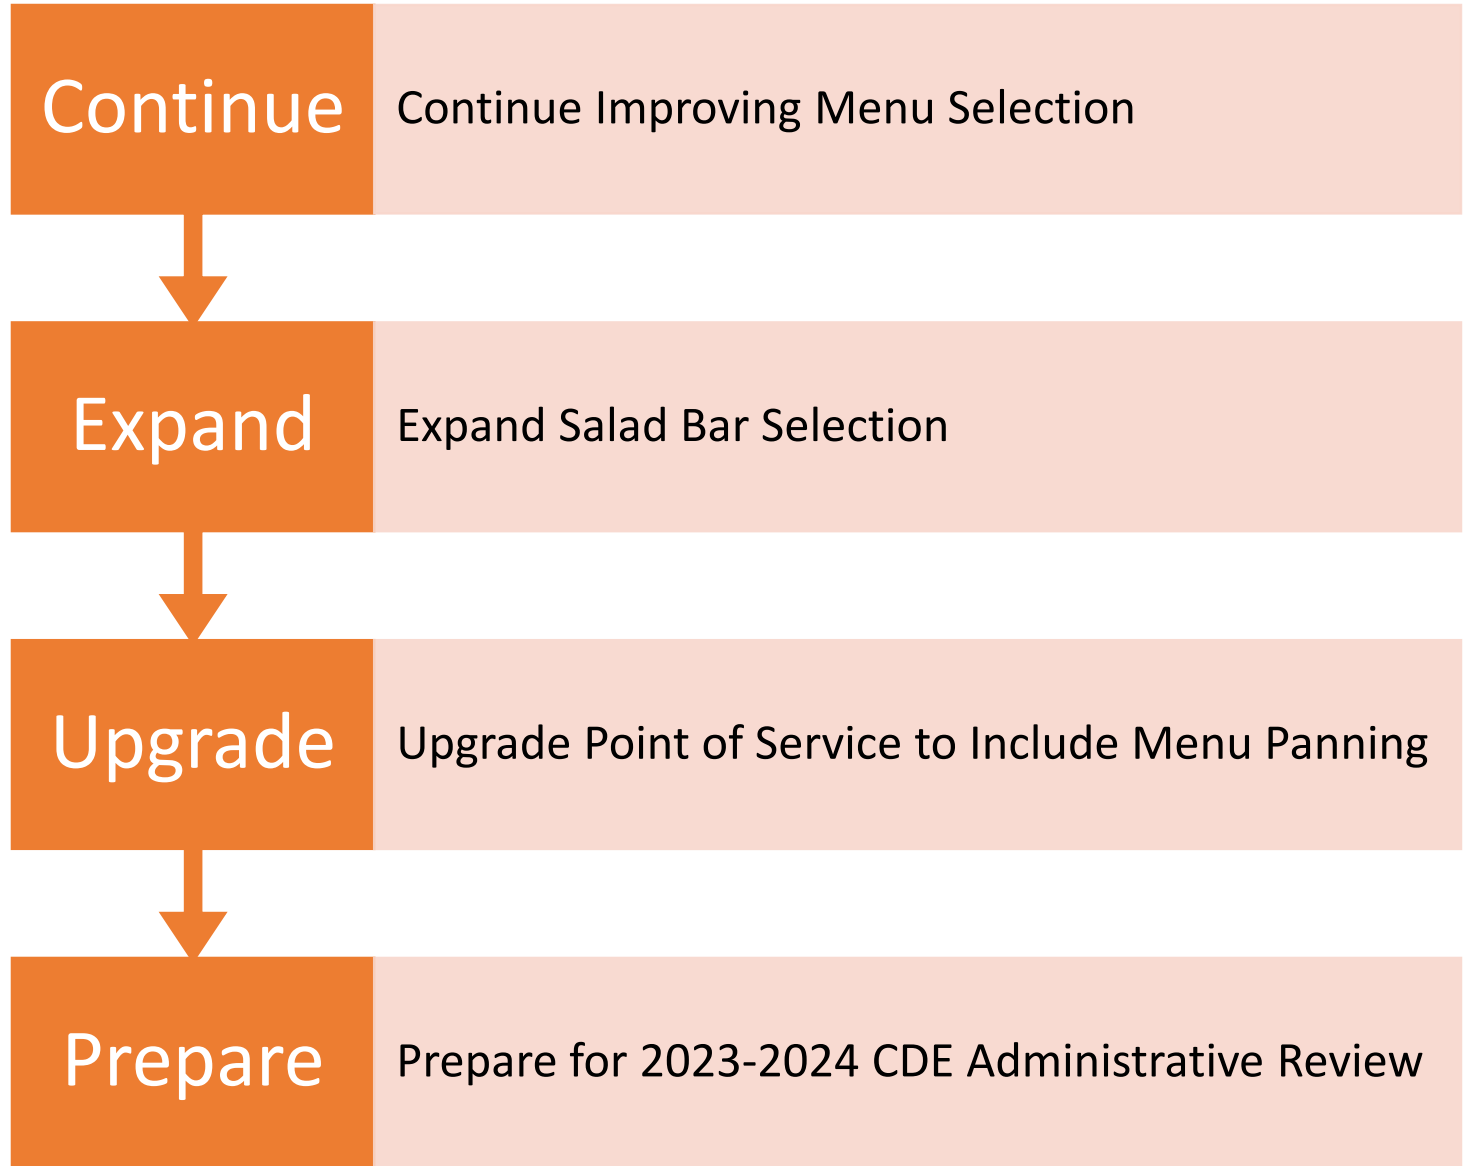 Continue
Continue Improving Menu Selection
Expand
Expand Salad Bar Selection
Upgrade
Upgrade Point of Service to Include Menu Panning
Prepare
Prepare for 2023-2024 CDE Administrative Review